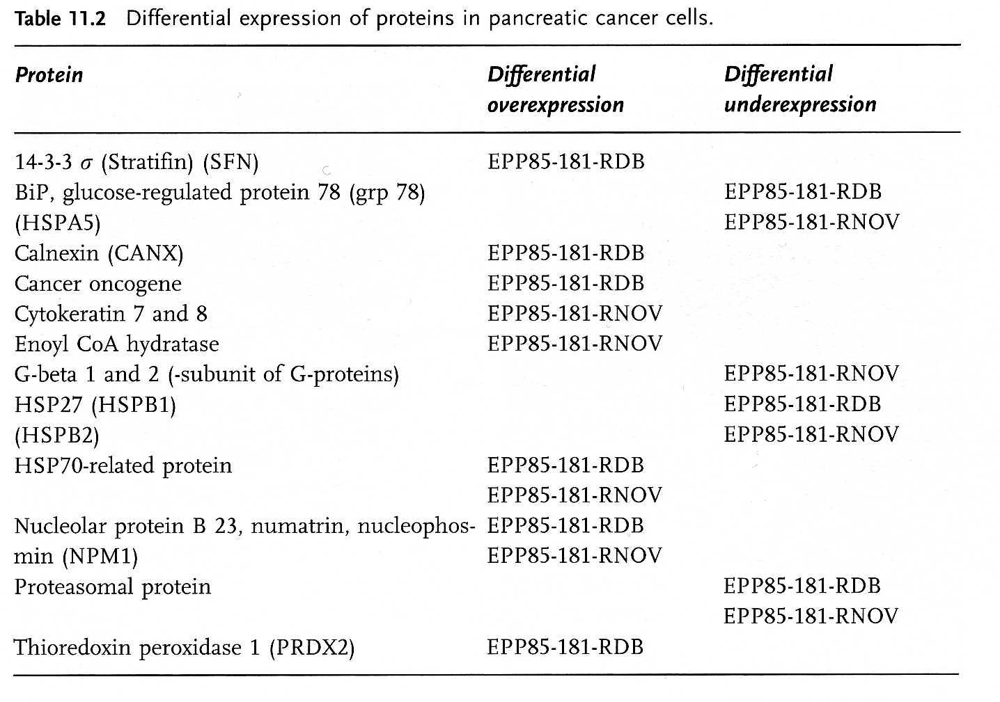 Table 11.2 Differential expression of proteins in pancreatic cancer cells.
Protein Differential Differential
overexpression underexpression
14-3-3 σ (Stratifin) (SFN) EPP85-181-RDB
BiP, glucose-regulated protein 78 (grp 78) EPP85-181-RDB
(HSPA5) EPP85-181-RNOV
Calnexin (CANX) EPP85-181-RDB
Cancer oncogene EPP85-181-RDB
Cytokeratin 7 and 8 EPP85-181-RNOV
Enoyl CoA hydratase EPP85-181-RNOV
G-beta 1 and 2 (-subunit of G-proteins) EPP85-181-RNOV
HSP27 (HSPB1) EPP85-181-RDB
(HSPB2) EPP85-181-RNOV
HSP70-related protein EPP85-181-RDB
EPP85-181-RNOV
Nucleolar protein B 23, numatrin, nucleophos- EPP85-181-RDB
min (NPM1) EPP85-181-RNOV
Proteasomal protein EPP85-181-RDB
EPP85-181-RNOV
Thioredoxin peroxidase 1 (PRDX2) EPP85-181-RDB